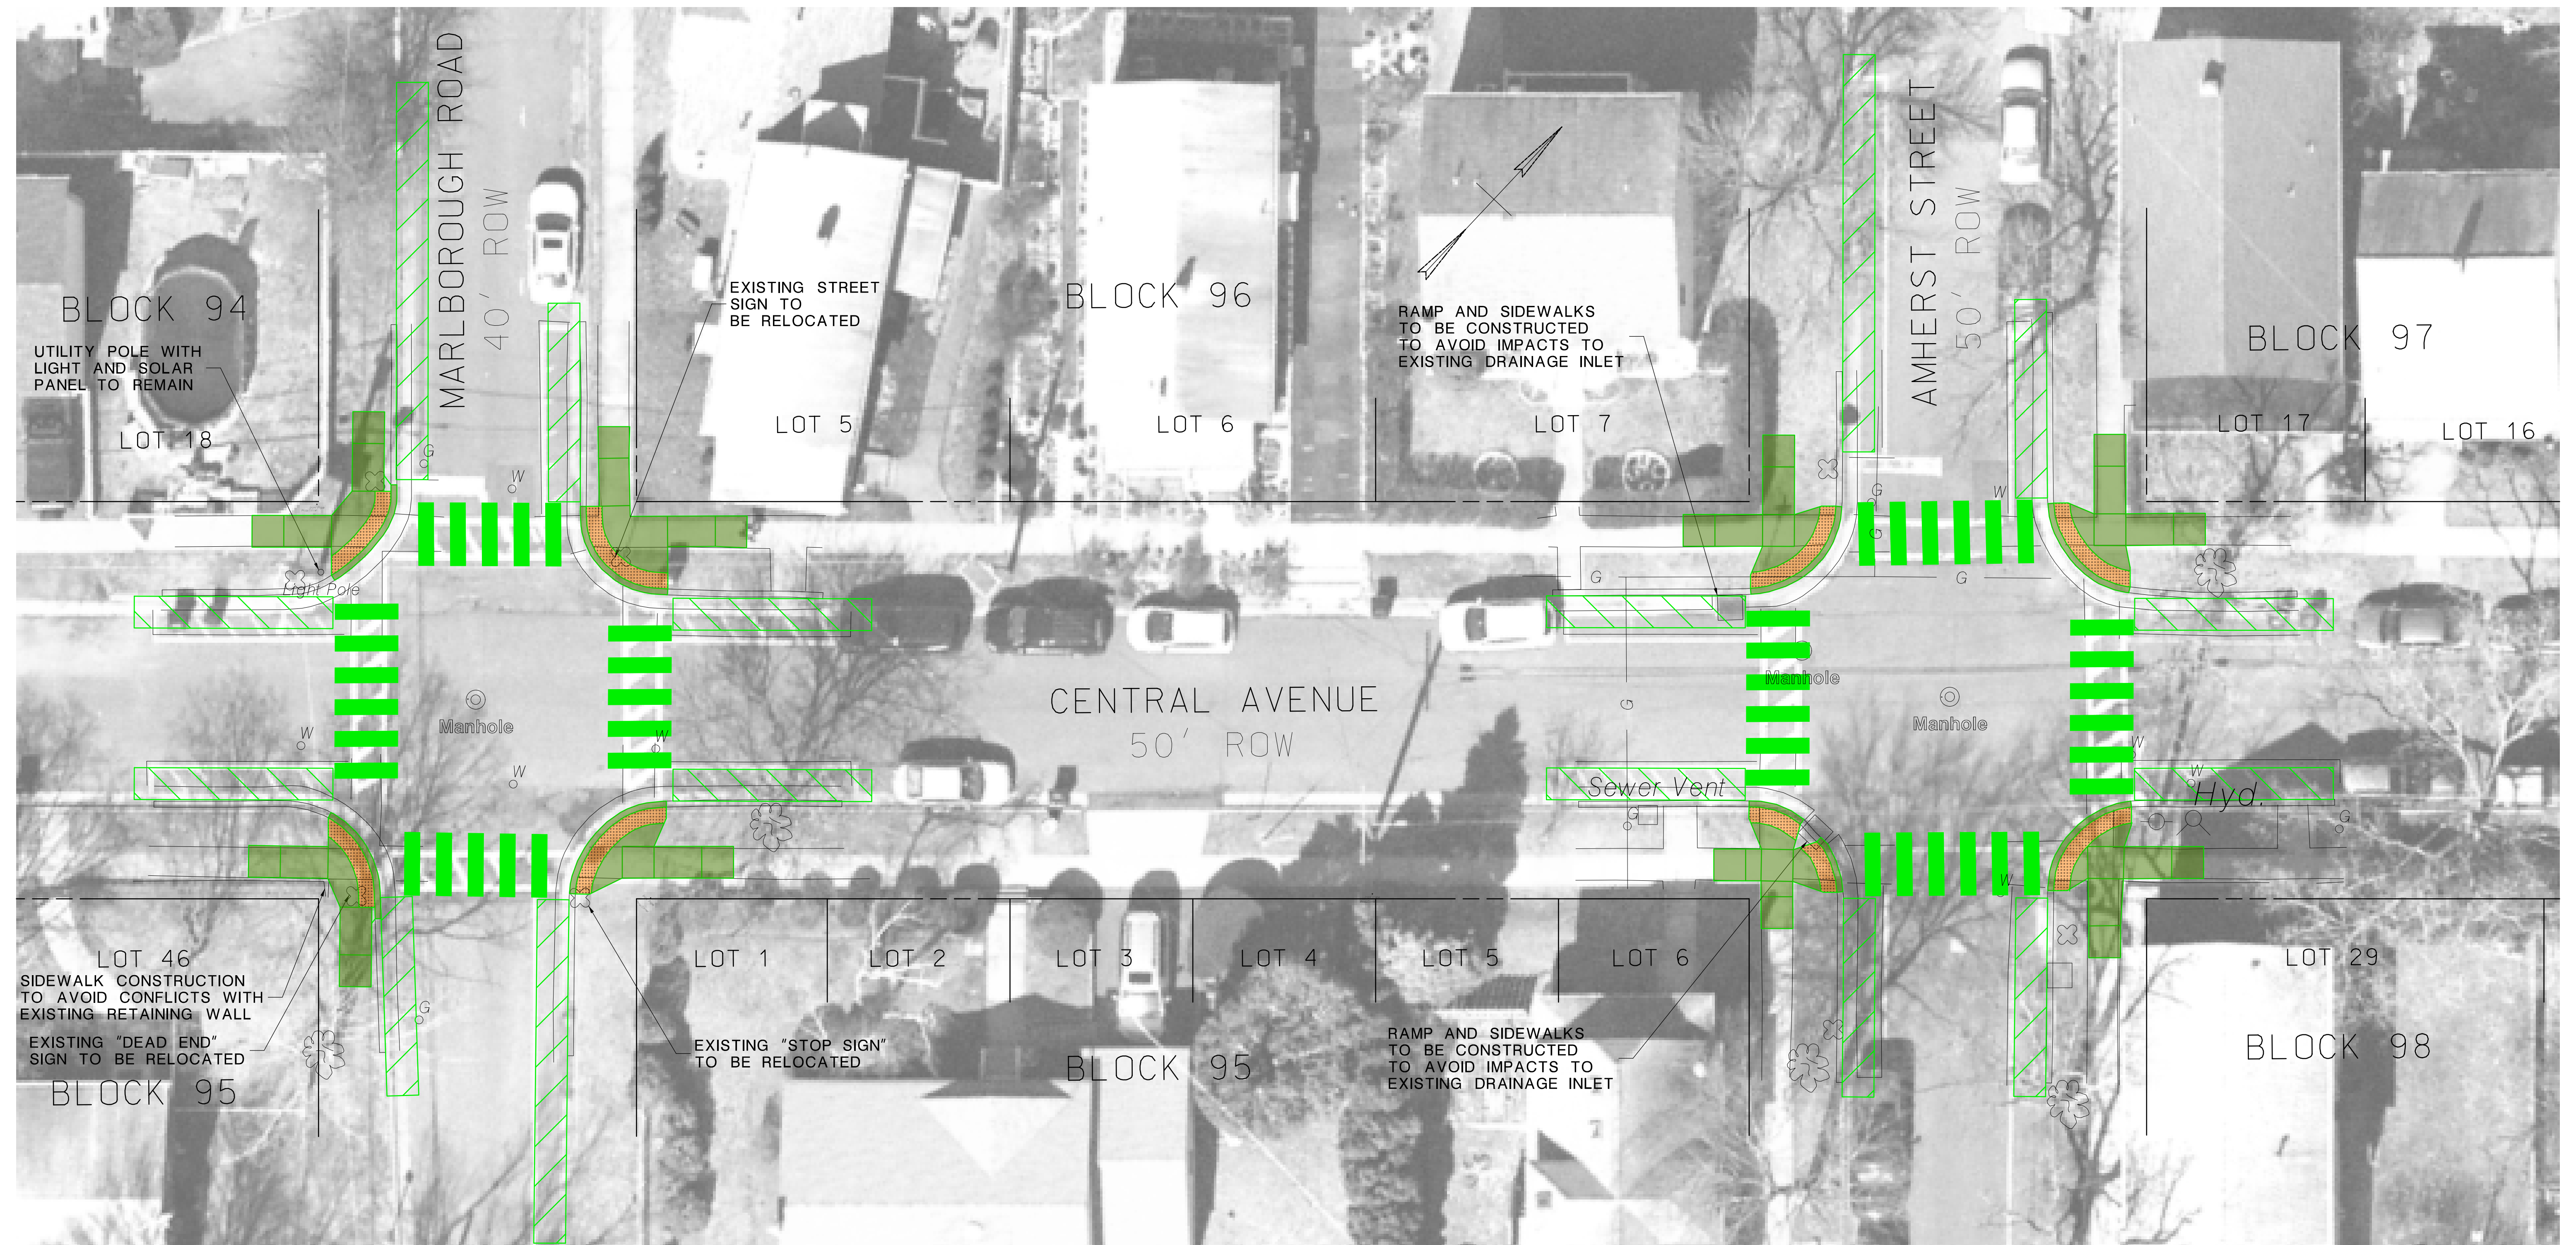 MARLBOROUGH ROAD
40' ROW
AMHERST STREET
50' ROW
BLOCK 94
UTILITY POLE WITH
LIGHT AND SOLAR
PANEL TO REMAIN
LOT 18
EXISTING STREET
SIGN TO
BE RELOCATED
LOT 5
BLOCK 96
LOT 6
RAMP AND SIDEWALKS
TO BE CONSTRUCTED
TO AVOID IMPACTS TO
EXISTING DRAINAGE INLET
LOT 7
BLOCK 97
LOT 17
LOT 16
G
W
G
W
G
Light Pole
G
G
Manhole
W
W
W
CENTRAL AVENUE
50' ROW
G
Manhole
Manhole
W
W
Sewer Vent
Hyd.
G
G
W
LOT 46
SIDEWALK CONSTRUCTION
TO AVOID CONFLICTS WITH
EXISTING RETAINING WALL
EXISTING "DEAD END"
SIGN TO BE RELOCATED
BLOCK 95
G
LOT 1
LOT 2
LOT 3
LOT 4
LOT 5
LOT 6
EXISTING "STOP SIGN"
TO BE RELOCATED
BLOCK 95
RAMP AND SIDEWALKS
TO BE CONSTRUCTED
TO AVOID IMPACTS TO
EXISTING DRAINAGE INLET
LOT 29
BLOCK 98